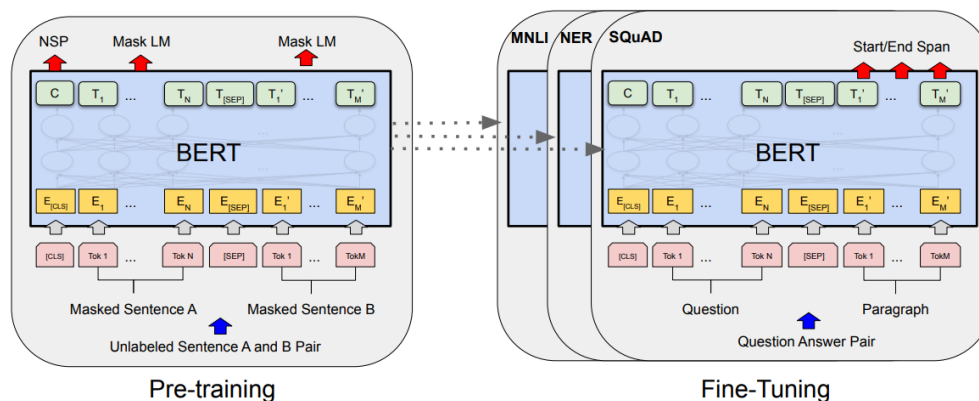 NSP Mask LM Mask LM
C T1 ... TN T[SEP] T1' ... TM'
...
...
BERT
E[CLS] E1 ... EN E[SEP] E1' ... EM'
[CLS] Tok 1 ... Tok N [SEP] Tok 1 ... TokM
Masked Sentence A Masked Sentence B
Unlabeled Sentence A and B Pair
Pre-training
MNLI NER SQuAD
Start/End Span
C T1 ... TN T[SEP] T1' ... TM'
...
...
BERT
E[CLS] E1 ... EN E[SEP] E1' ... EM'
[CLS] Tok 1 ... Tok N [SEP] Tok 1 ... TokM
Question Paragraph
Question Answer Pair
Fine-Tuning